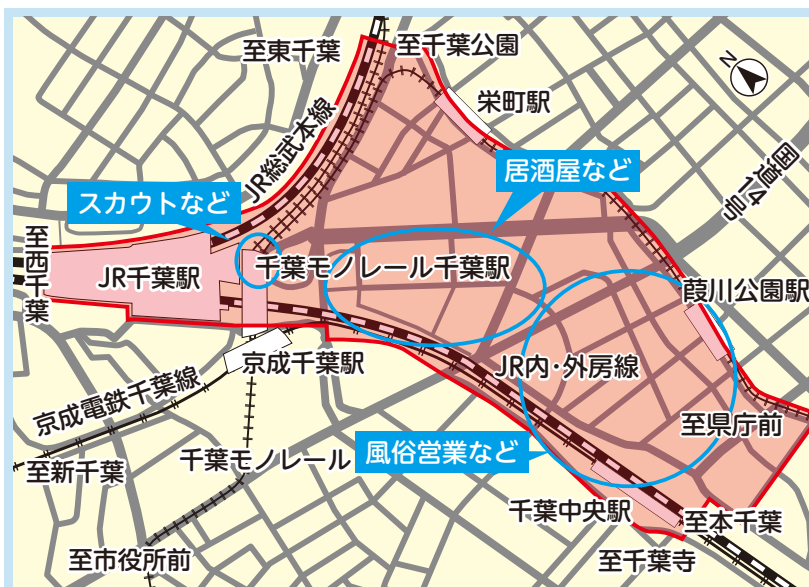 至東千葉
至千葉公園
N
栄町駅
JR総武本線
国道14号
居酒屋など
スカウトなど
至西千葉
JR千葉駅
千葉モノレール千葉駅
葭川公園駅
京成千葉駅
JR内・外房線
京成電鉄千葉線
至県庁前
千葉モノレール
風俗営業など
至新千葉
千葉中央駅
至本千葉
至市役所前
至千葉寺